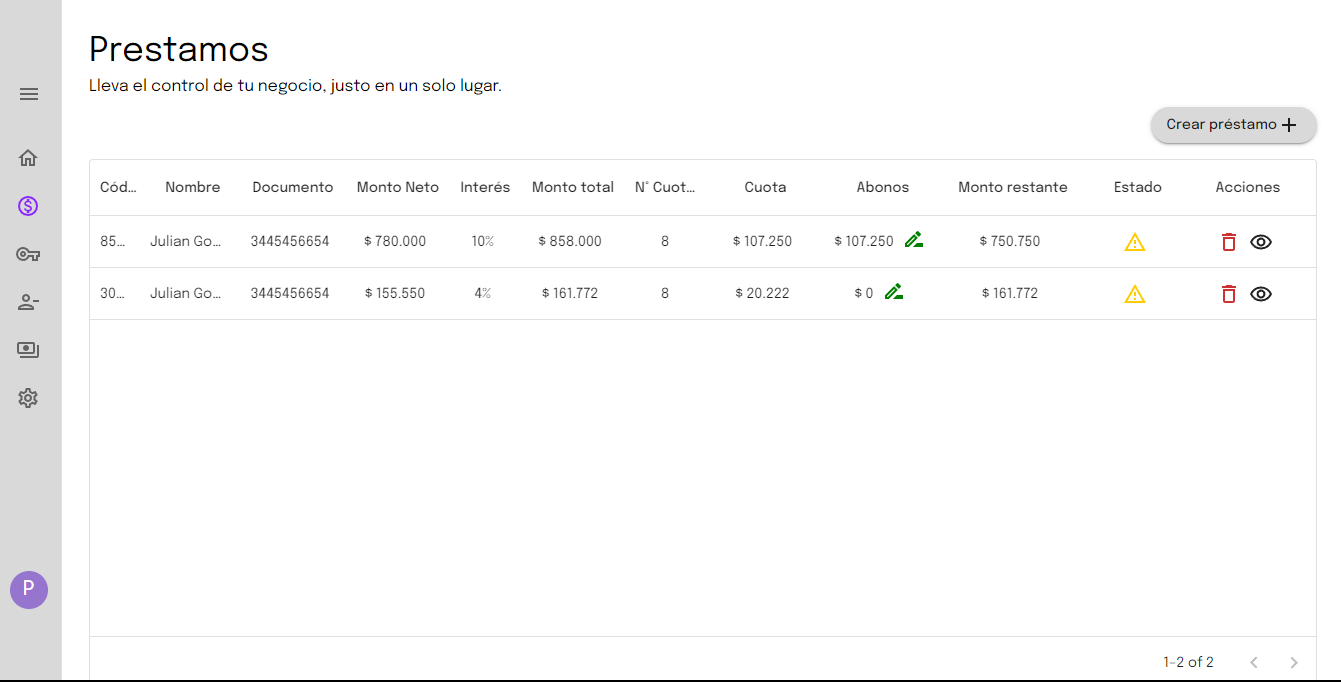 Prestamos
Lleva el control de tu negocio, justo en un solo lugar.
Crear préstamo
Cód... Nombre Documento Monto Neto Interés Monto total N° Cuot... Cuota Abonos Monto restante Estado Acciones
85... Julian Go... 3445456654 $ 780.000 10% $ 858.000 8 $ 107.250 $ 107.250 $ 750.750
30... Julian Go... 3445456654 $ 155.550 4% $ 161.772 8 $ 20.222 $ 0 $ 161.772
P
1–2 of 2